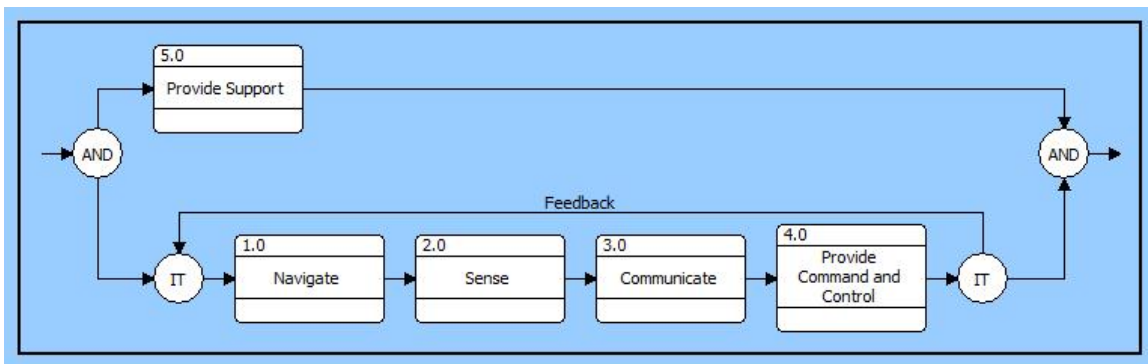 5.0
Provide Support
AND
AND
Feedback
IT
1.0
Navigate
2.0
Sense
3.0
Communicate
4.0
Provide
Command and
Control
IT